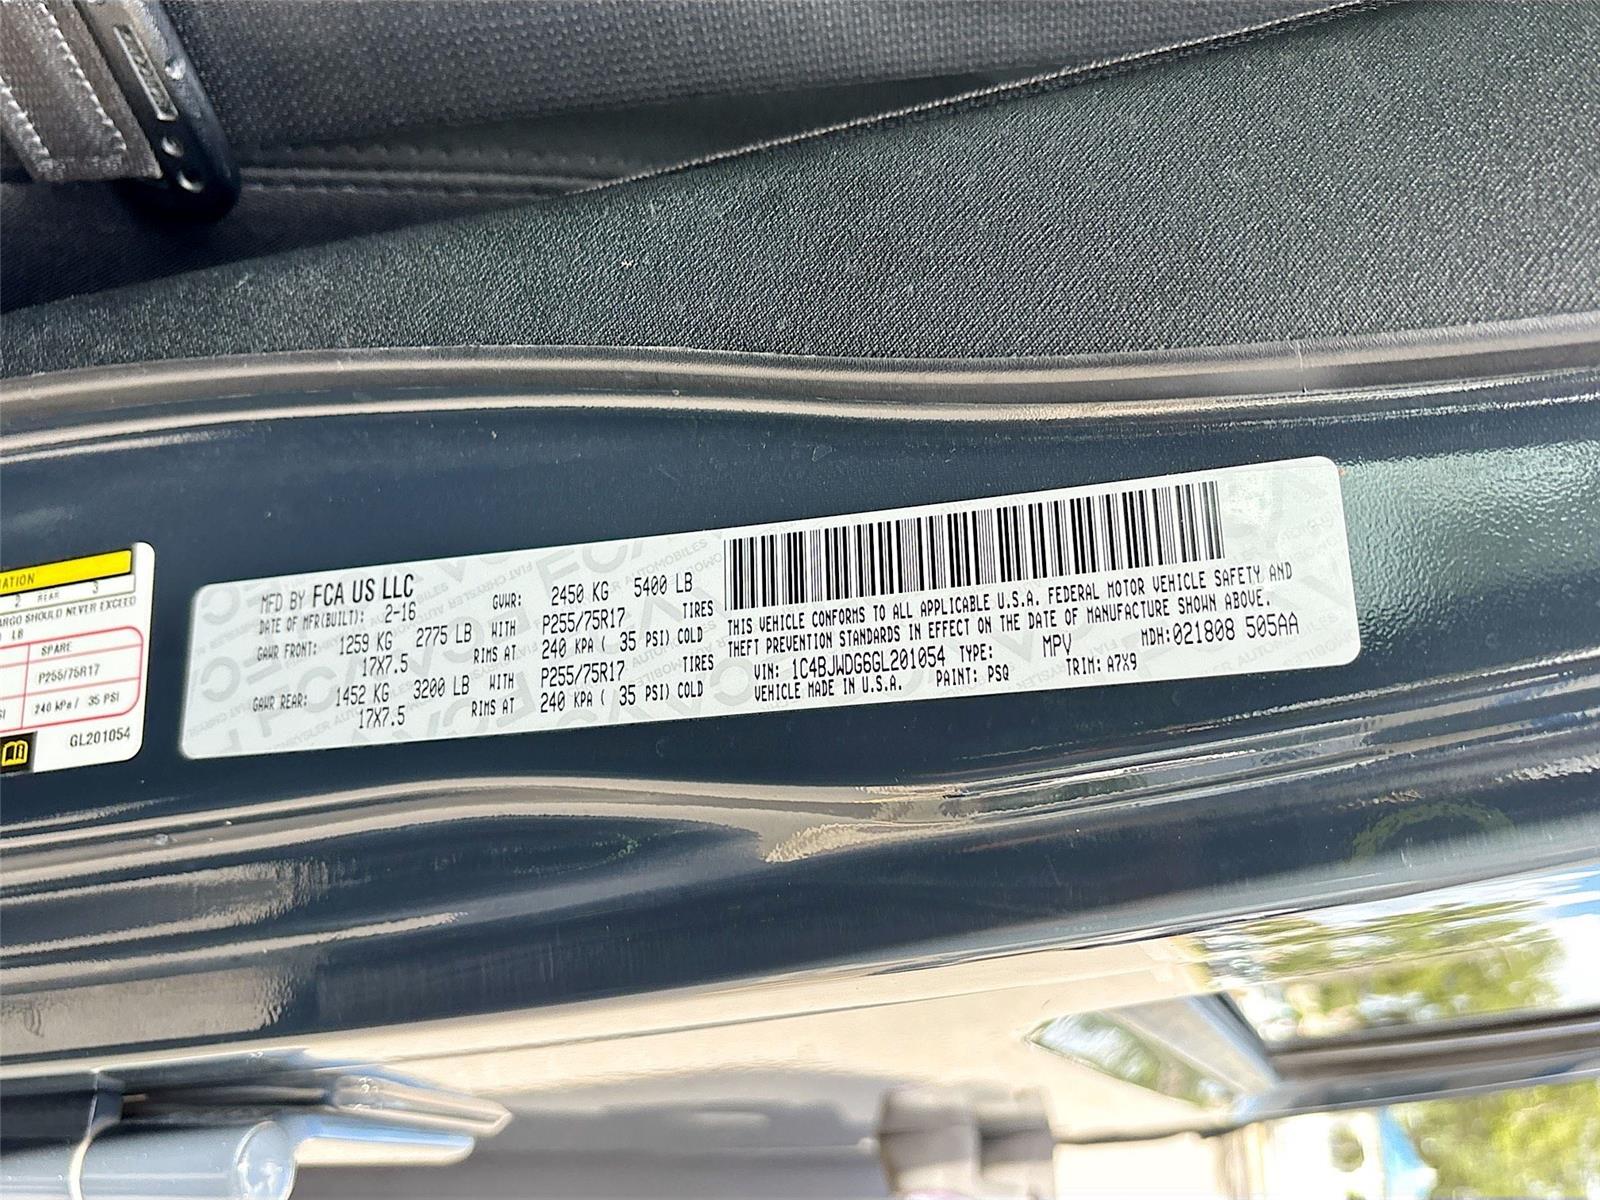 ATION
2 REAR 3
ARGO SHOULD NEVER EXCEED
LB
SPARE
P255/75R17
240 kPa / 35 PSI
GL201054
MFD BY FCA US LLC
DATE OF MFR(BUILT): 2-16 GVWR: 2450 KG 5400 LB
GAWR FRONT: 1259 KG 2775 LB WITH P255/75R17 TIRES
17X7.5 RIMS AT 240 KPA ( 35 PSI) COLD
GAWR REAR: 1452 KG 3200 LB WITH P255/75R17 TIRES
17X7.5 RIMS AT 240 KPA ( 35 PSI) COLD
THIS VEHICLE CONFORMS TO ALL APPLICABLE U.S.A. FEDERAL MOTOR VEHICLE SAFETY AND
THEFT PREVENTION STANDARDS IN EFFECT ON THE DATE OF MANUFACTURE SHOWN ABOVE.
VIN: 1C4BJWDG6GL201054 TYPE: MPV MDH:021808 505AA
VEHICLE MADE IN U.S.A. PAINT: PSQ TRIM: A7X9